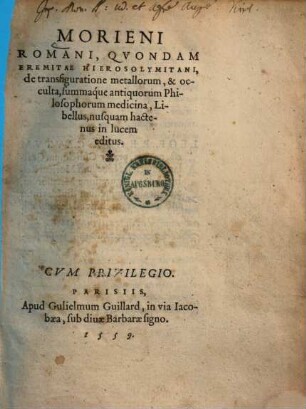 MORIENI
ROMANI, QVONDAM
EREMITAE HIEROSOLYMITANI,
de transfiguratione metallorum, & oc-
culta, summaque antiquorum Phi-
losophorum medicina, Li-
bellus, nusquam hacte-
nus in lucem
editus.
IN
AUGSBURG
CVM PRIVILEGIO.
PARISIIS,
Apud Gulielmum Guillard, in via Iaco-
bæa, sub diuæ Barbaræ signo.
1559.